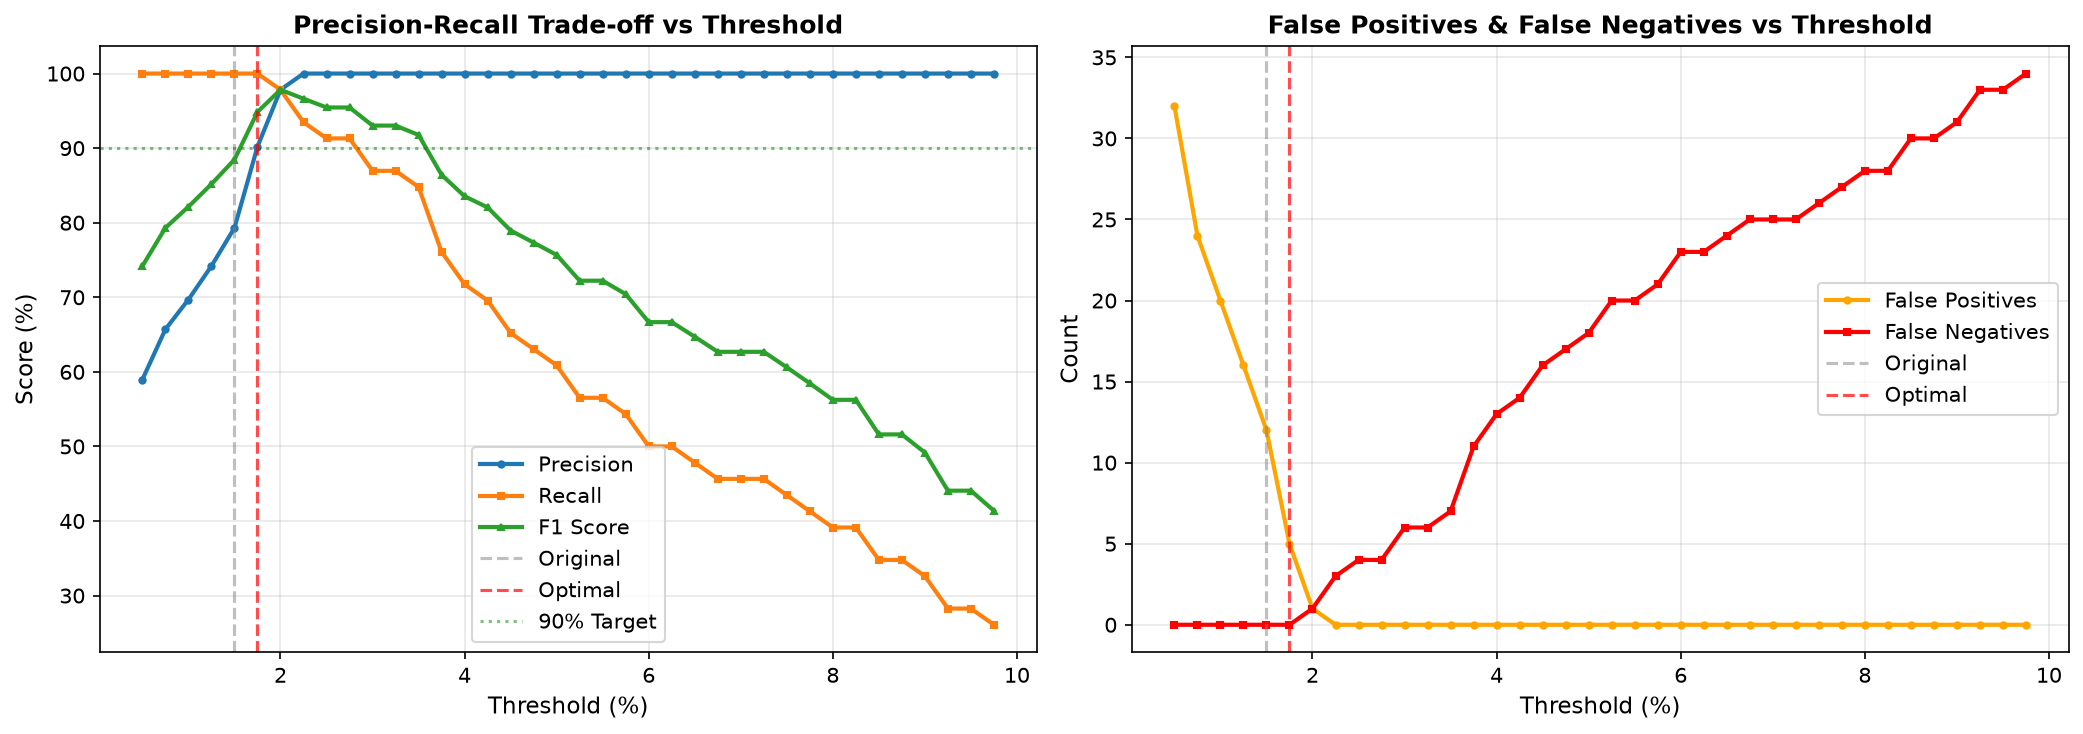 Precision-Recall Trade-off vs Threshold
100
90
80
70
60
50
40
30
Score (%)
Precision
Recall
F1 Score
Original
Optimal
90% Target
2
4
6
8
10
Threshold (%)
False Positives & False Negatives vs Threshold
35
30
25
20
15
10
5
0
Count
False Positives
False Negatives
Original
Optimal
2
4
6
8
10
Threshold (%)